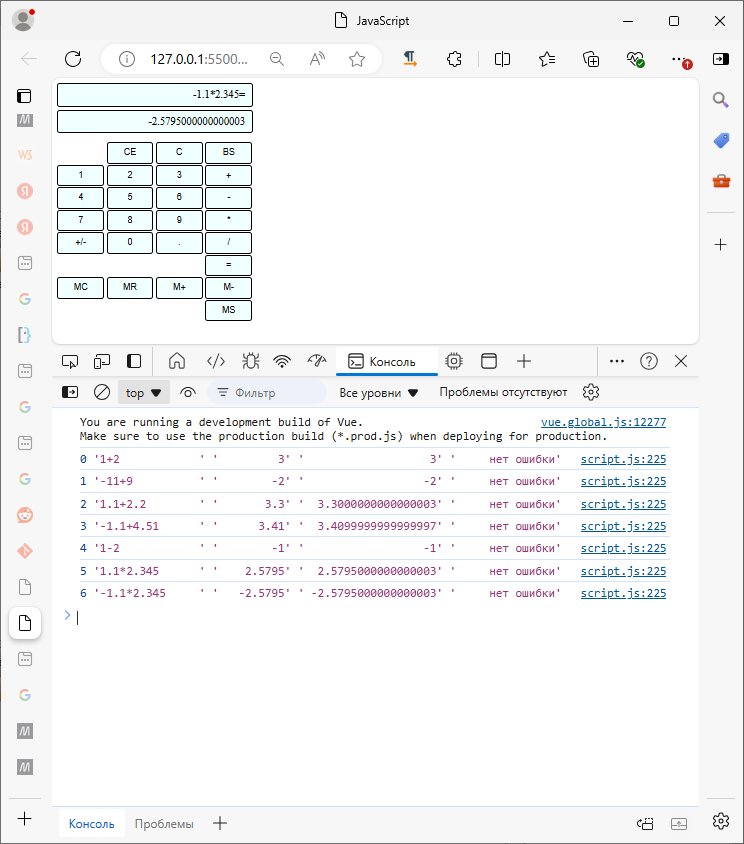 JavaScript
127.0.0.1:5500...
-1.1*2.345=
-2.5795000000000003
CE C BS
1 2 3 +
4 5 6 -
7 8 9 *
+/- 0 . /
=
MC MR M+ M-
MS
Консоль
top Фильтр Все уровни Проблемы отсутствуют
You are running a development build of Vue. vue.global.js:12277
Make sure to use the production build (*.prod.js) when deploying for production.
0 '1+2 ' ' 3' ' 3' ' нет ошибки' script.js:225
1 '-11+9 ' ' -2' ' -2' ' нет ошибки' script.js:225
2 '1.1+2.2 ' ' 3.3' ' 3.3000000000000003' ' нет ошибки' script.js:225
3 '-1.1+4.51 ' ' 3.41' ' 3.4099999999999997' ' нет ошибки' script.js:225
4 '1-2 ' ' -1' ' -1' ' нет ошибки' script.js:225
5 '1.1*2.345 ' ' 2.5795' ' 2.5795000000000003' ' нет ошибки' script.js:225
6 '-1.1*2.345 ' ' -2.5795' ' -2.5795000000000003' ' нет ошибки' script.js:225
Консоль Проблемы